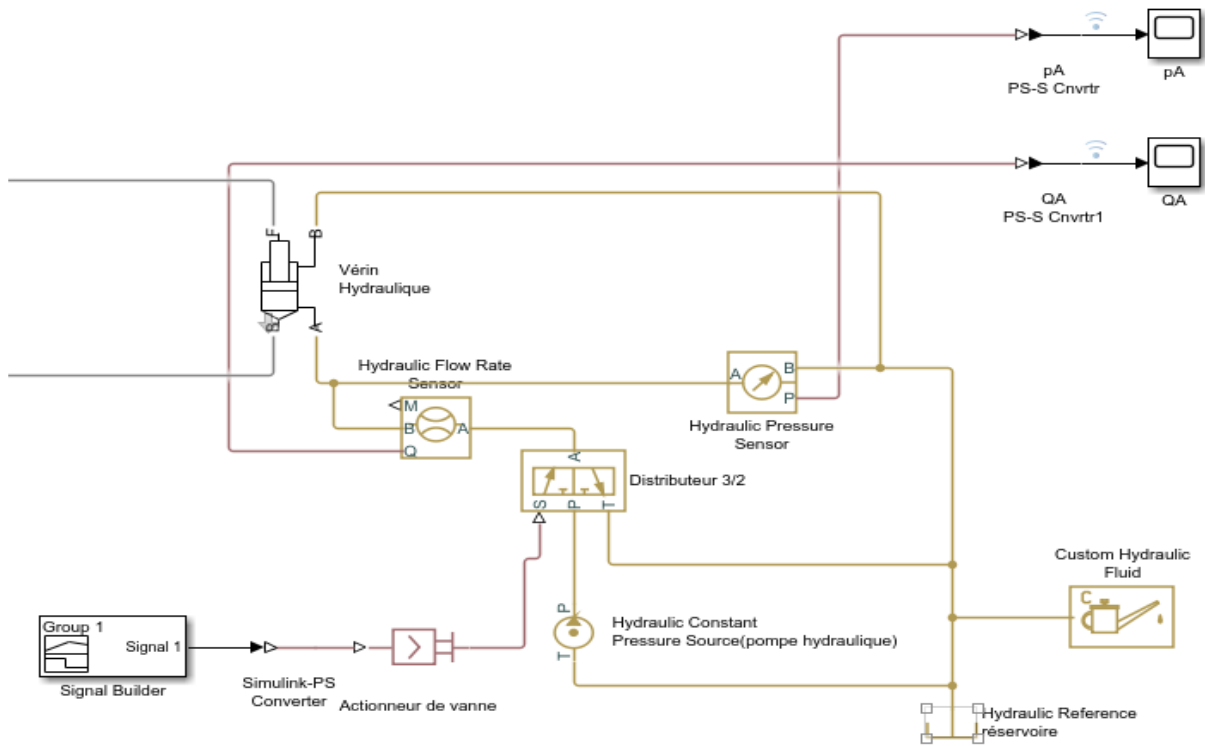 pA
PS-S Cnvrtr
pA
QA
PS-S Cnvrtr1
QA
F
B
Vérin
Hydraulique
A
Hydraulic Flow Rate
Sensor
M
B
A
Q
A
B
P
Hydraulic Pressure
Sensor
A
S
P
T
Distributeur 3/2
Custom Hydraulic
Fluid
C
P
T
Hydraulic Constant
Pressure Source(pompe hydraulique)
Group 1
Signal 1
Signal Builder
Simulink-PS
Converter
Actionneur de vanne
Hydraulic Reference
réservoire